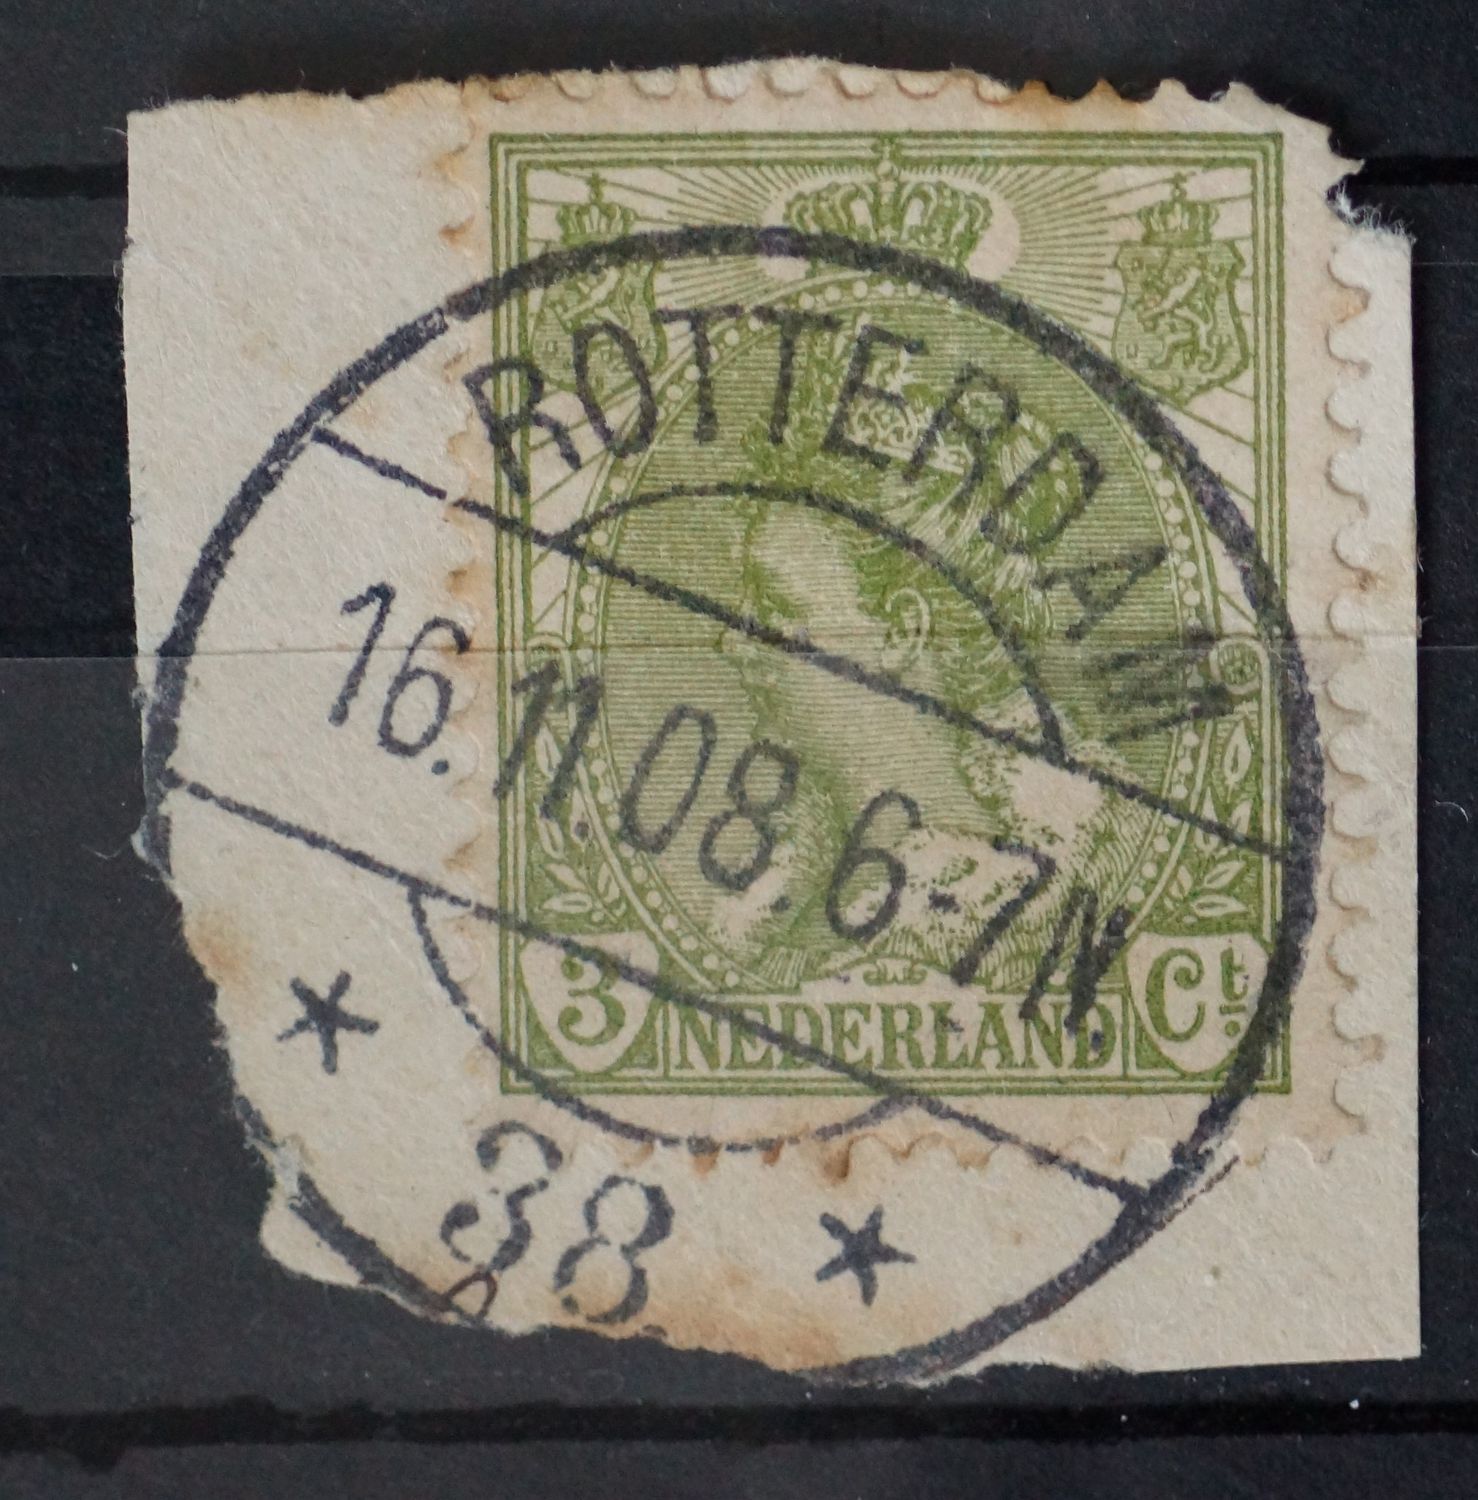 ROTTERDAM
16.11.08.6-7N.
3 NEDERLAND Ct.
* 38. *